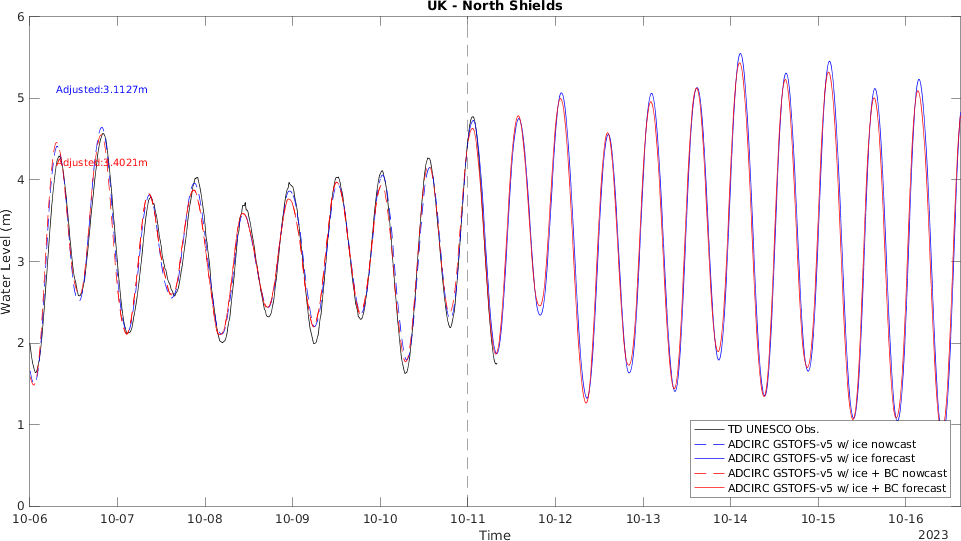 UK - North Shields
6
5
4
3
2
1
0
Water Level (m)
Adjusted:3.1127m
Adjusted:3.4021m
TD UNESCO Obs.
ADCIRC GSTOFS-v5 w/ ice nowcast
ADCIRC GSTOFS-v5 w/ ice forecast
ADCIRC GSTOFS-v5 w/ ice + BC nowcast
ADCIRC GSTOFS-v5 w/ ice + BC forecast
10-06 10-07 10-08 10-09 10-10 10-11 10-12 10-13 10-14 10-15 10-16
Time
2023